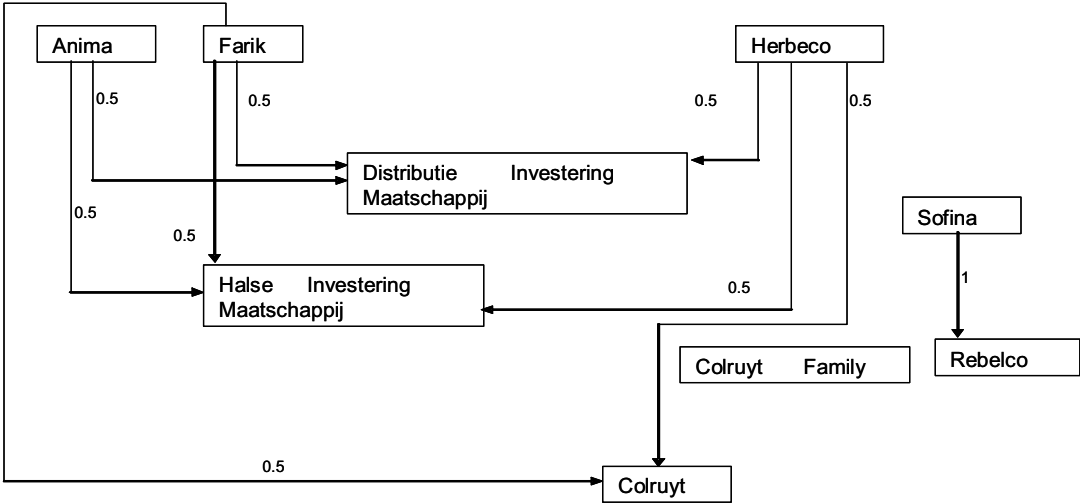 Anima
Farik
Herbeco
0.5
0.5
0.5
0.5
Distributie Investering
Maatschappij
0.5
Sofina
0.5
Halse Investering
Maatschappij
0.5
1
Colruyt Family
Rebelco
0.5
Colruyt